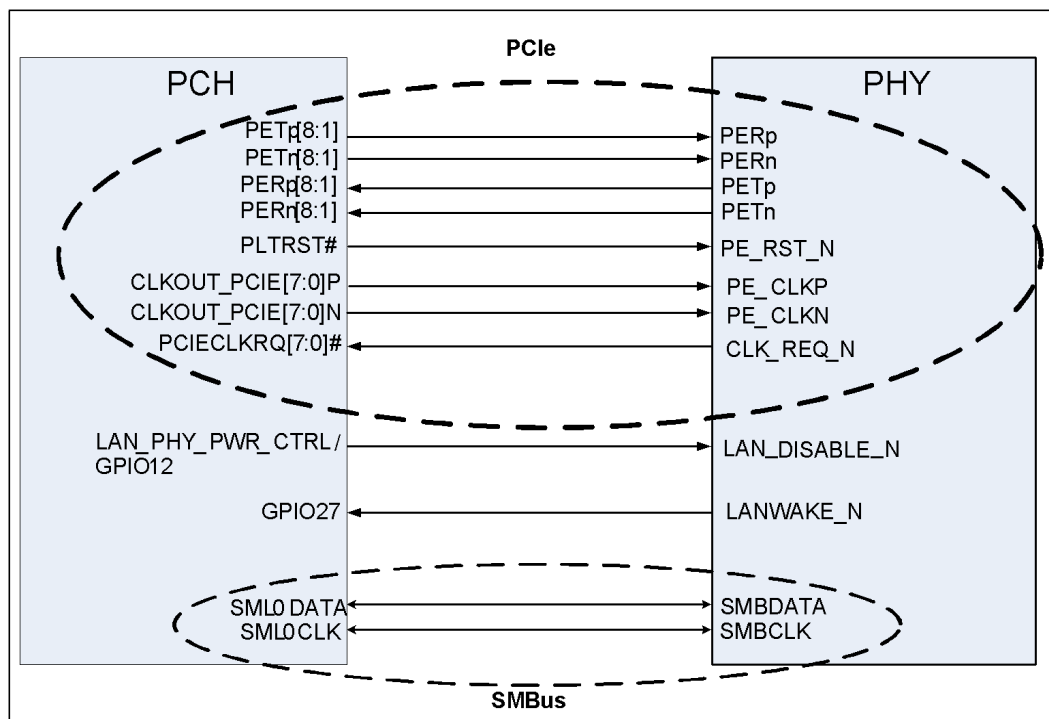 PCIe
PCH PHY
PETp[8:1] PERp
PETn[8:1] PERn
PERp[8:1] PETp
PERn[8:1] PETn
PLTRST# PE_RST_N
CLKOUT_PCIE[7:0]P PE_CLKP
CLKOUT_PCIE[7:0]N PE_CLKN
PCIECLKRQ[7:0]# CLK_REQ_N
LAN_PHY_PWR_CTRL/ LAN_DISABLE_N
GPIO12
GPIO27 LANWAKE_N
SML0DATA SMBDATA
SML0CLK SMBCLK
SMBus